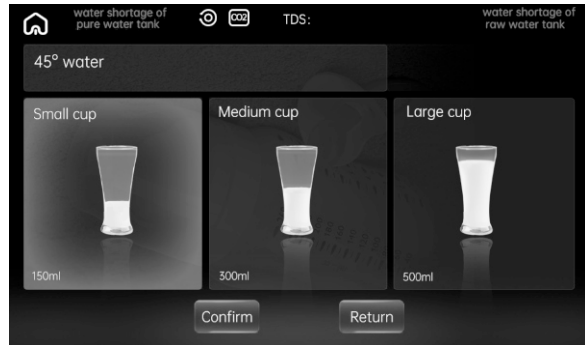 water shortage of
pure water tank
CO2
TDS:
water shortage of
raw water tank
45° water
Small cup
Medium cup
Large cup
150ml
300ml
500ml
Confirm
Return